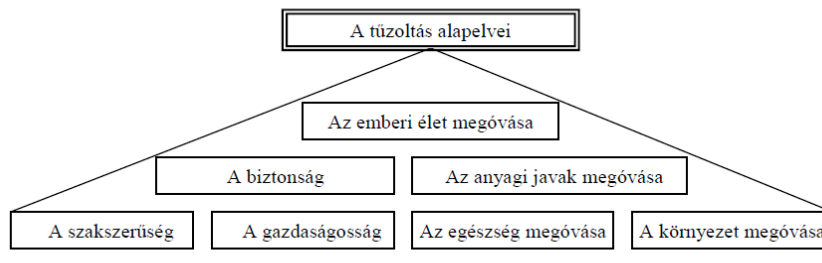 A tűzoltás alapelvei
Az emberi élet megóvása
A biztonság
Az anyagi javak megóvása
A szakszerűség
A gazdaságosság
Az egészség megóvása
A környezet megóvása